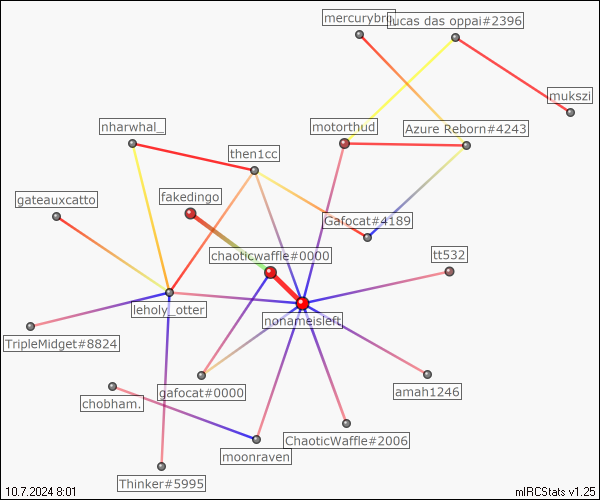 mercurybru
lucas das oppai#2396
mukszi
nharwhal_
motorthud
Azure Reborn#4243
then1cc
fakedingo
gateauxcatto
Gafocat#4189
chaoticwaffle#0000
tt532
leholy_otter
nonameisleft
TripleMidget#8824
gafocat#0000
amah1246
chobham.
ChaoticWaffle#2006
moonraven
Thinker#5995
10.7.2024 8:01
mIRCStats v1.25